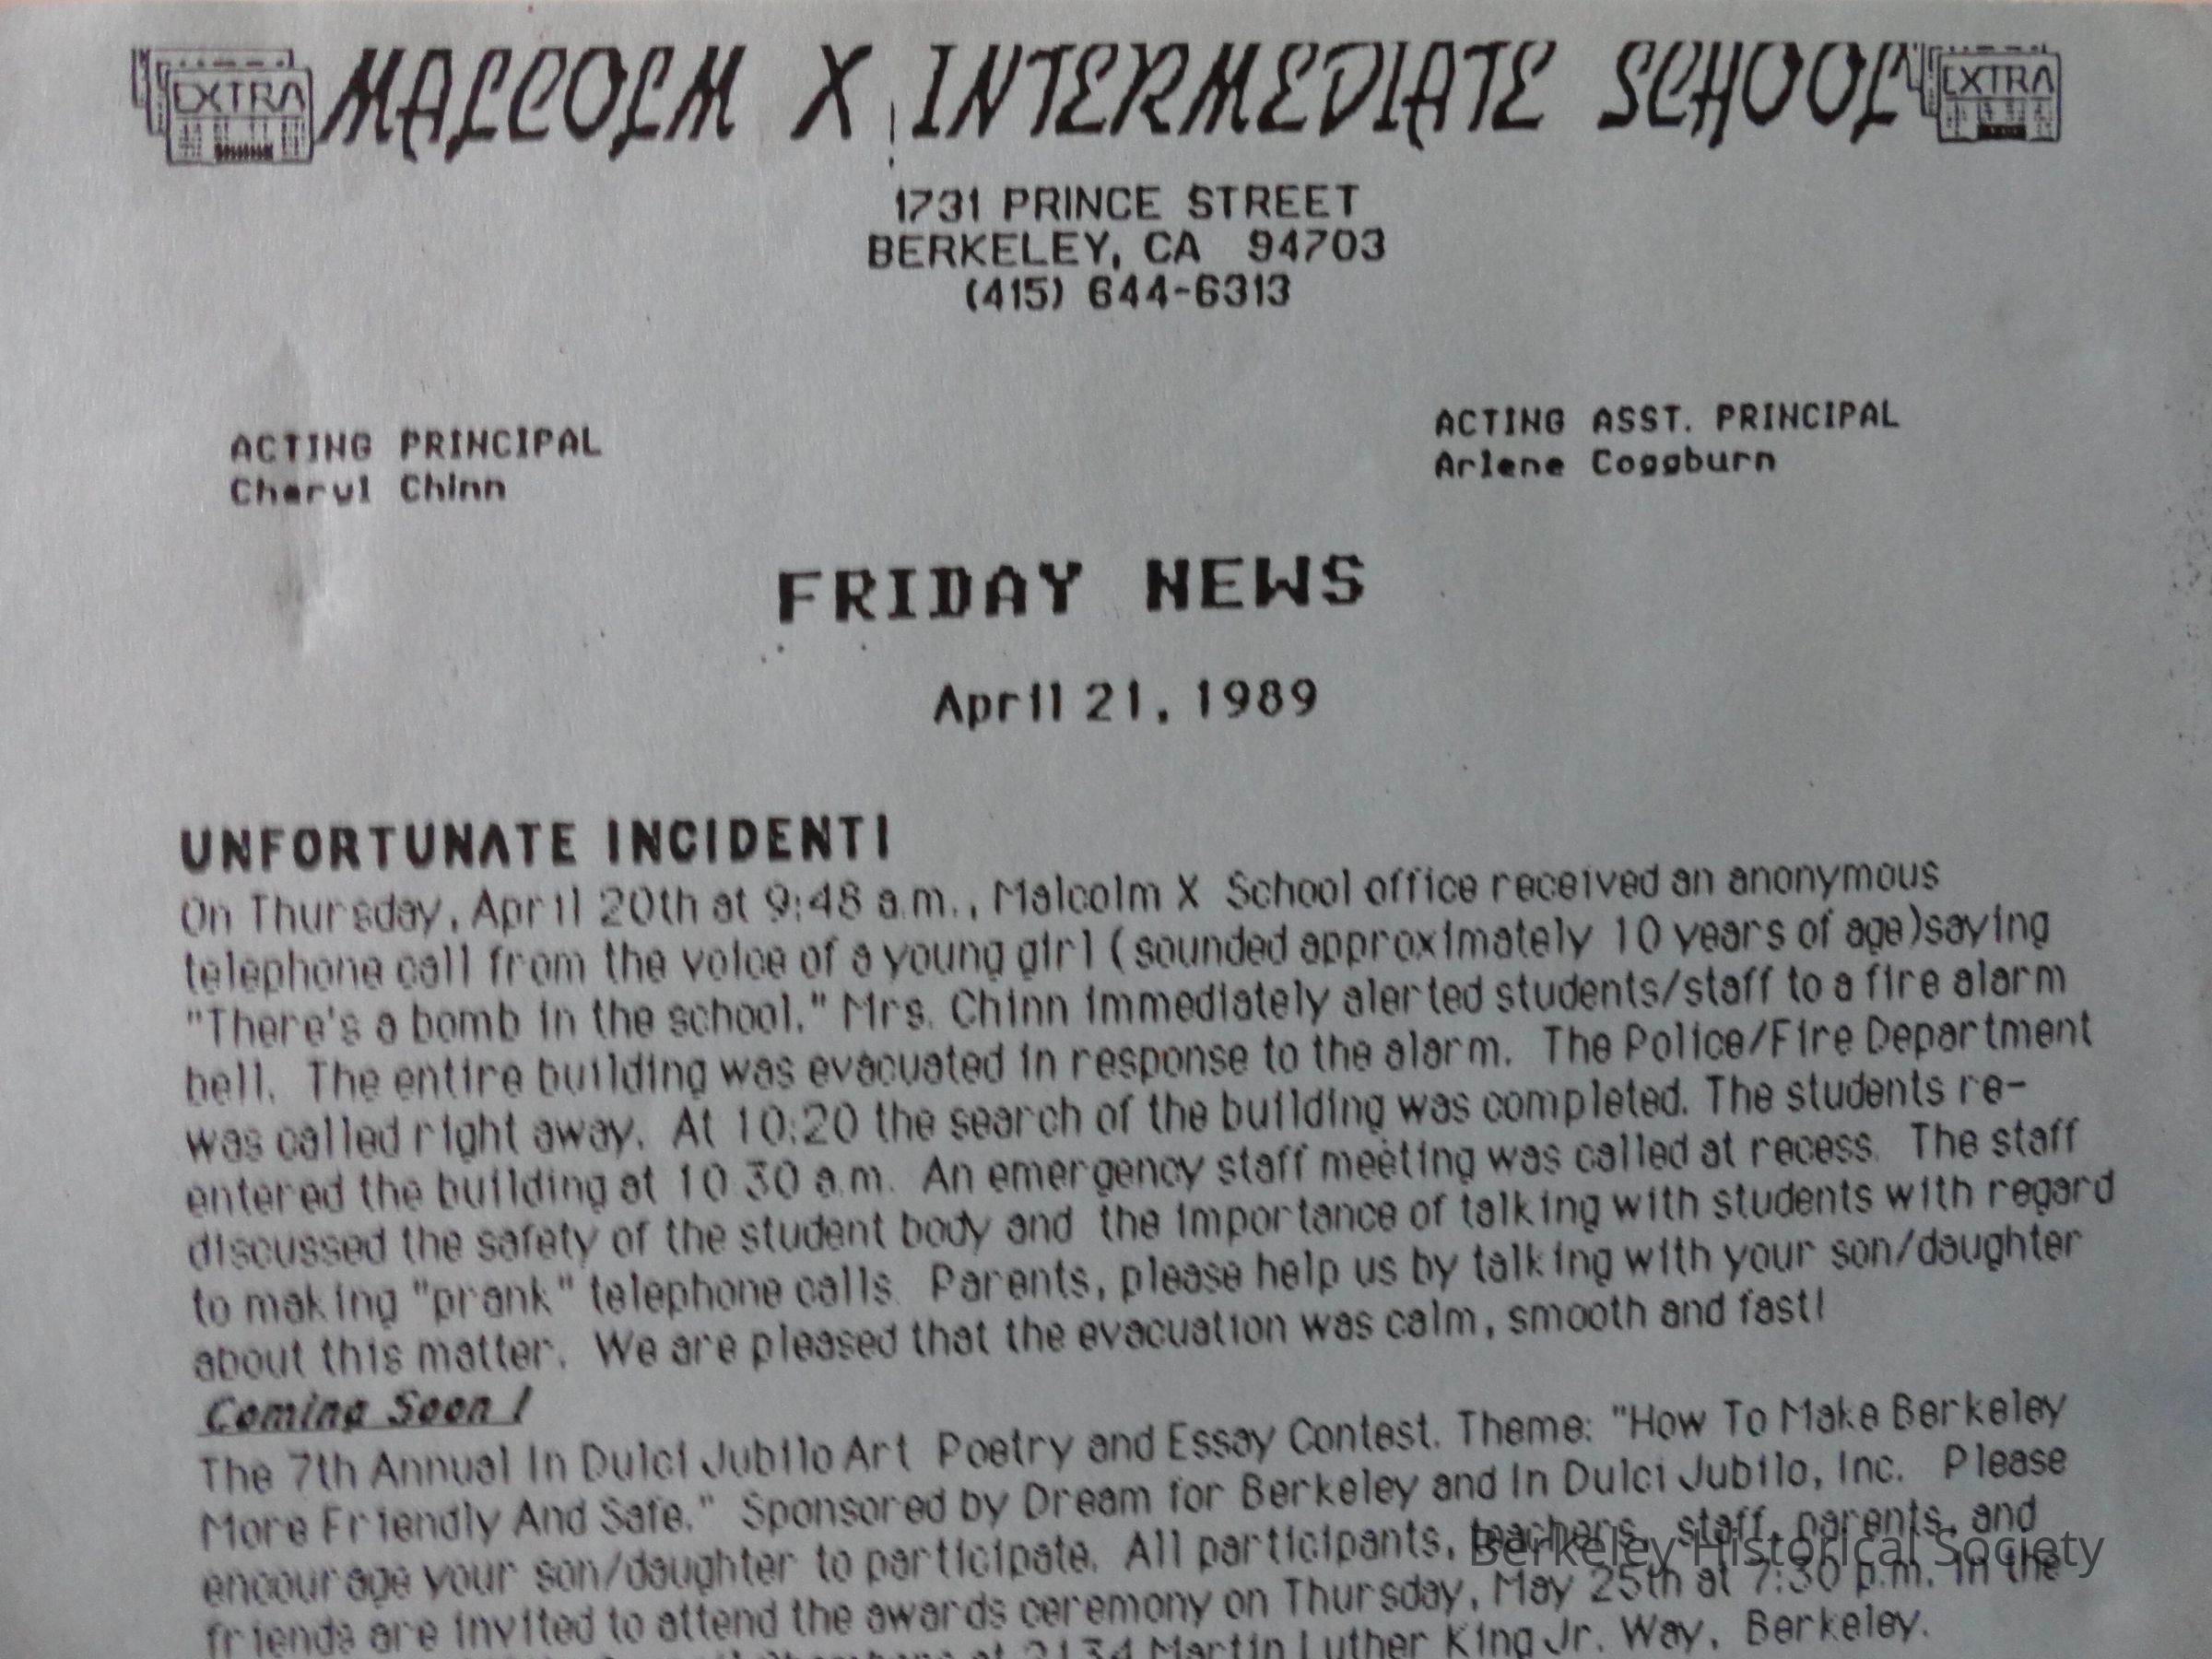 EXTRA MALCOLM X INTERMEDIATE SCHOOL EXTRA
1731 PRINCE STREET
BERKELEY, CA 94703
(415) 644-6313
ACTING PRINCIPAL
Cheryl Chinn
ACTING ASST. PRINCIPAL
Arlene Coggburn
FRIDAY NEWS
April 21, 1989
UNFORTUNATE INCIDENT!
On Thursday, April 20th at 9:48 a.m., Malcolm X School office received an anonymous
telephone call from the voice of a young girl (sounded approximately 10 years of age)saying
"There's a bomb in the school." Mrs. Chinn immediately alerted students/staff to a fire alarm
bell. The entire building was evacuated in response to the alarm. The Police/Fire Department
was called right away. At 10:20 the search of the building was completed. The students re-
entered the building at 10:30 a.m. An emergency staff meeting was called at recess. The staff
discussed the safety of the student body and the importance of talking with students with regard
to making "prank" telephone calls. Parents, please help us by talking with your son/daughter
about this matter. We are pleased that the evacuation was calm, smooth and fast!
Coming Soon!
The 7th Annual In Dulci Jubilo Art Poetry and Essay Contest. Theme: "How To Make Berkeley
More Friendly And Safe." Sponsored by Dream for Berkeley and In Dulci Jubilo, Inc. Please
encourage your son/daughter to participate. All participants, teachers, staff, parents, and
friends are invited to attend the awards ceremony on Thursday, May 25th at 7:30 p.m. in the
at 2134 Martin Luther King Jr. Way, Berkeley.
Berkeley Historical Society